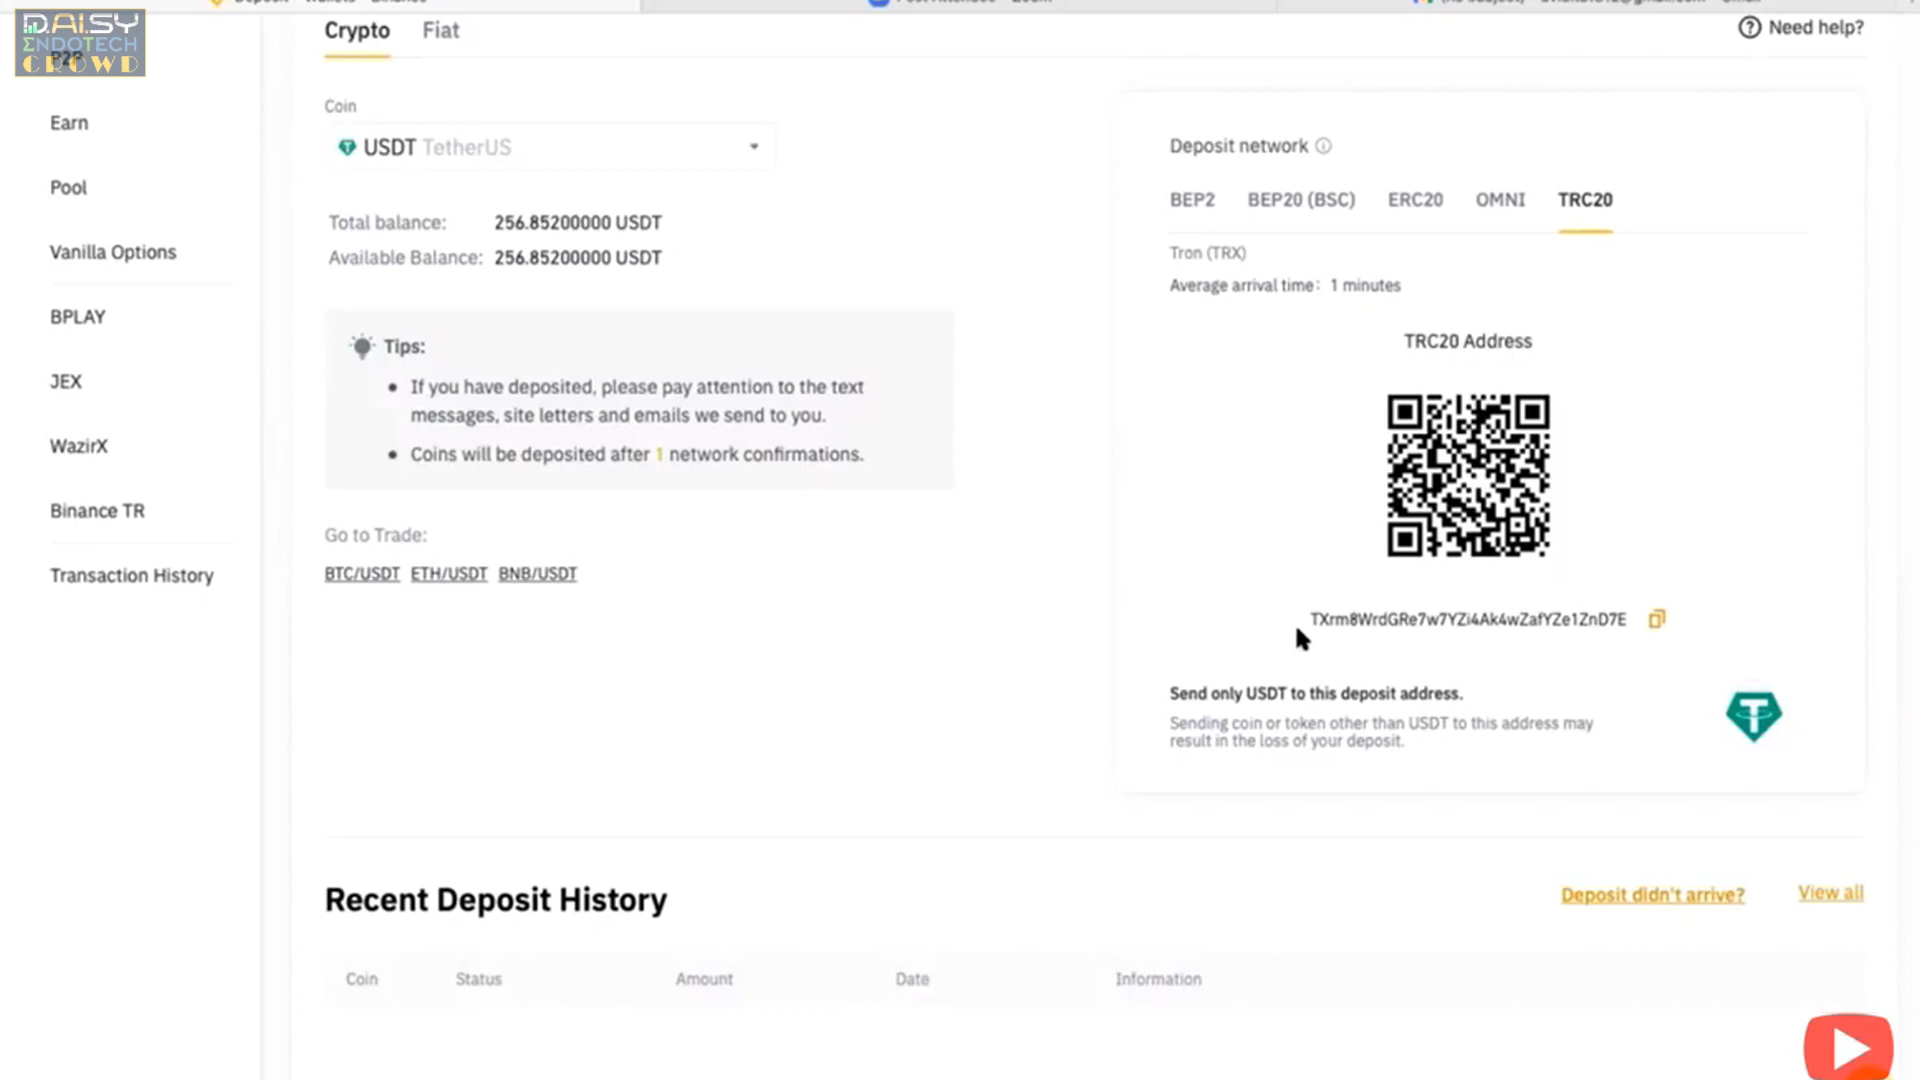 DAISY
ENDOTECH
CROWD
P2P
Earn
Pool
Vanilla Options
BPLAY
JEX
WazirX
Binance TR
Transaction History
Crypto Fiat
Need help?
Coin
USDT TetherUS
Total balance: 256.85200000 USDT
Available Balance: 256.85200000 USDT
Tips:
If you have deposited, please pay attention to the text
messages, site letters and emails we send to you.
Coins will be deposited after 1 network confirmations.
Go to Trade:
BTC/USDT ETH/USDT BNB/USDT
Deposit network
BEP2 BEP20 (BSC) ERC20 OMNI TRC20
Tron (TRX)
Average arrival time: 1 minutes
TRC20 Address
TXrm8WrdGRe7w7YZi4Ak4wZafYZe1ZnD7E
Send only USDT to this deposit address.
Sending coin or token other than USDT to this address may
result in the loss of your deposit.
Recent Deposit History
Deposit didn't arrive? View all
Coin Status Amount Date Information